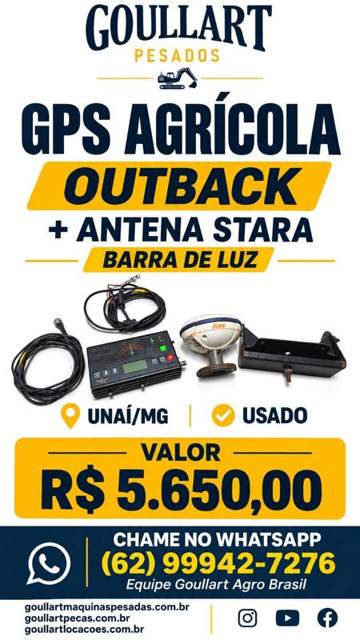 GOULLART
PESADOS
GPS AGRÍCOLA
OUTBACK
+ ANTENA STARA
BARRA DE LUZ
UNAÍ/MG
USADO
VALOR
R$ 5.650,00
CHAME NO WHATSAPP
(62) 99942-7276
Equipe Goullart Agro Brasil
goullartmaquinaspesadas.com.br
goullartpecas.com.br
goullartlocacoes.com.br